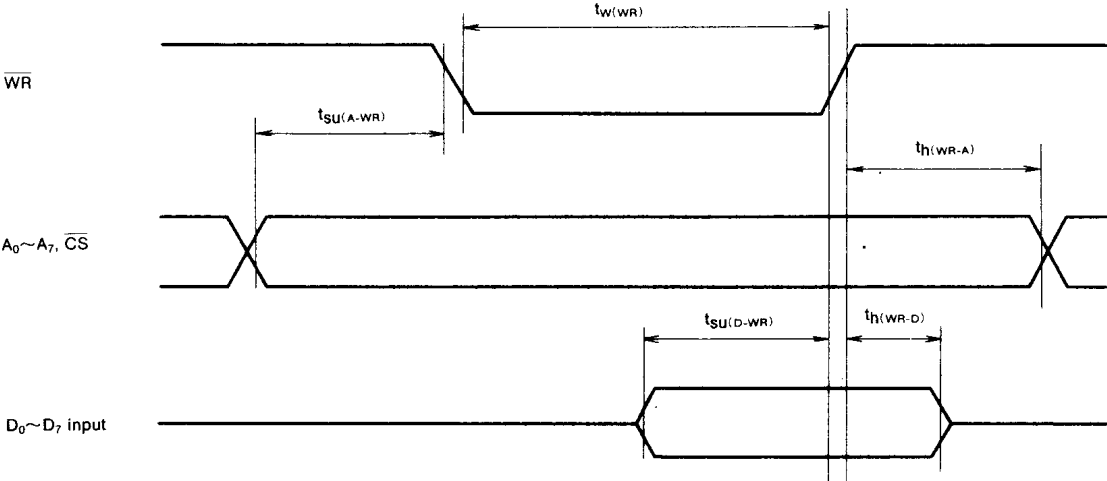 tW(WR)
WR
tSU(A-WR)
th(WR-A)
A0~A7, CS
tSU(D-WR)
th(WR-D)
D0~D7 input